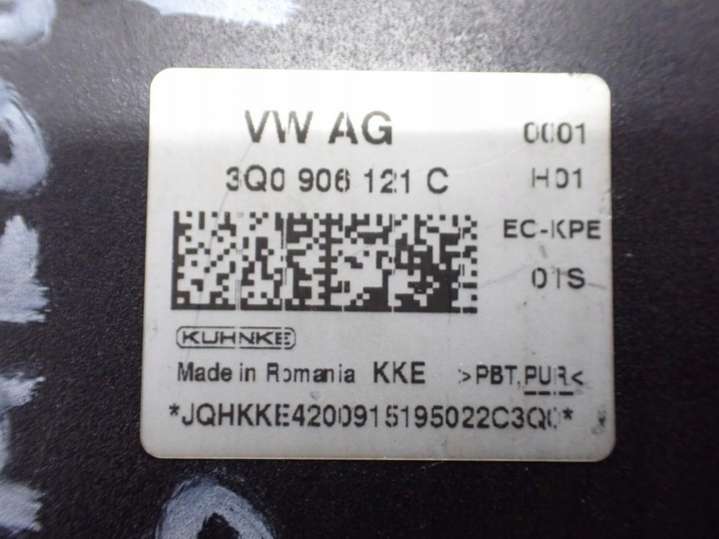 VW AG 0001
3Q0 906 121 C H01
EC-KPE
01S
KUHNKE
Made in Romania KKE >PBT,PUR<
*JQHKKE4200915195022C3Q0*